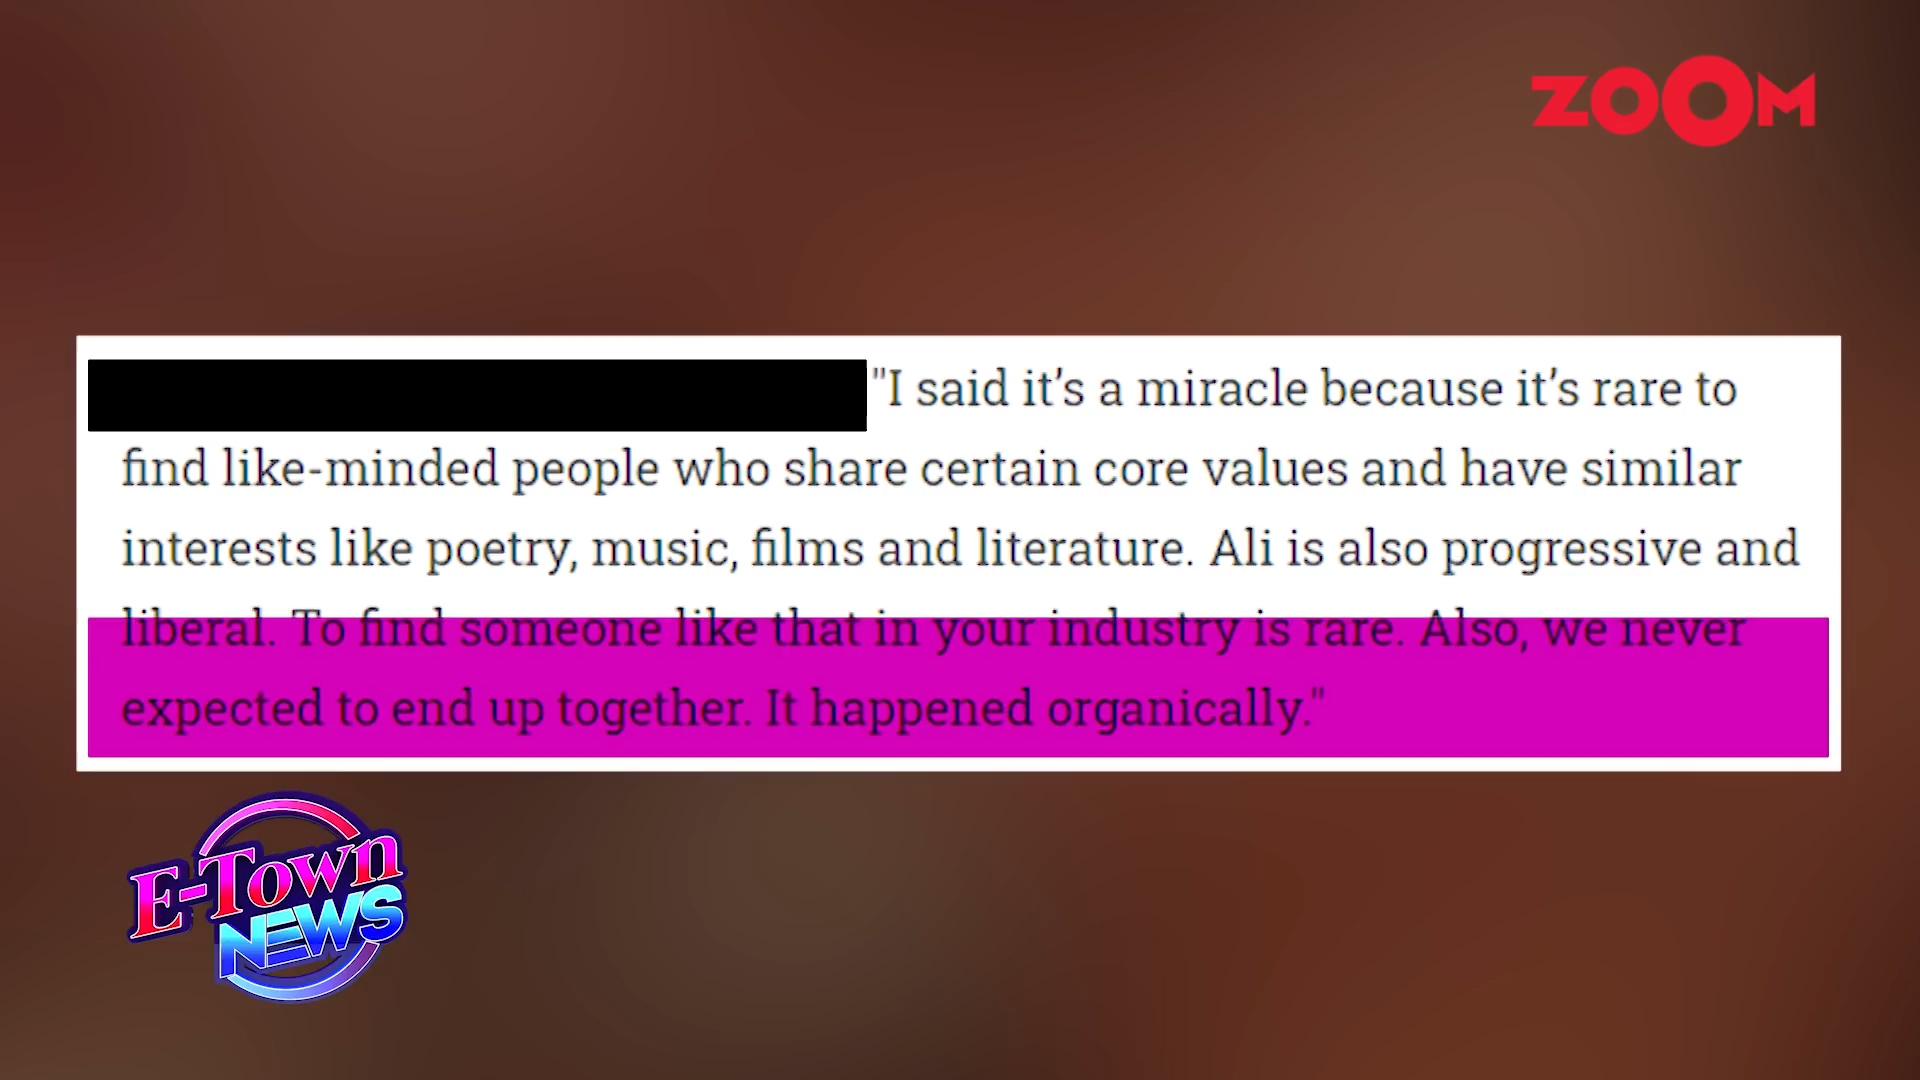 ZOOM
"I said it's a miracle because it's rare to
find like-minded people who share certain core values and have similar
interests like poetry, music, films and literature. Ali is also progressive and
liberal. To find someone like that in your industry is rare. Also, we never
expected to end up together. It happened organically."
E-Town
NEWS